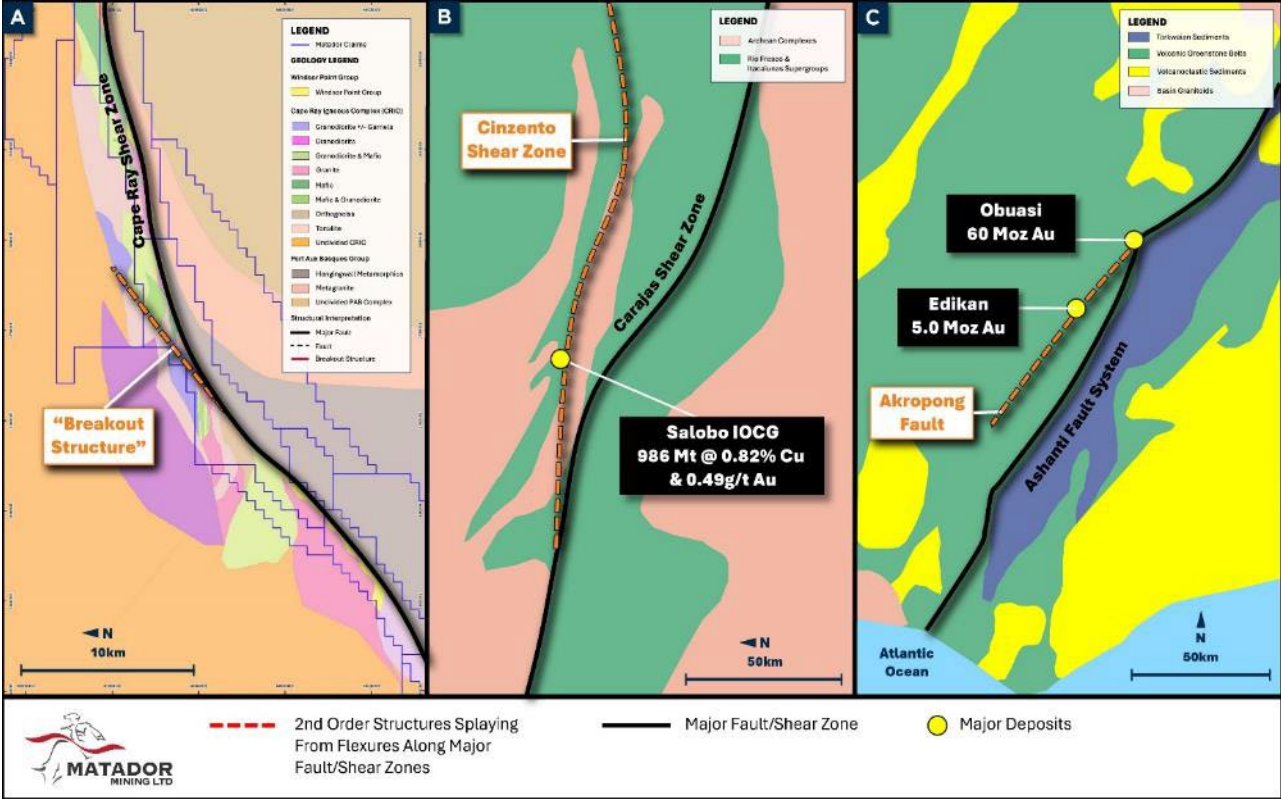 A
LEGEND
Matador Claims
GEOLOGY LEGEND
Windsor Point Group
Windsor Point Group
Cape Ray Igneous Complex (CRIC)
Granodiorite +/- Garnets
Granodiorite
Granodiorite & Mafic
Granite
Mafic
Mafic & Granodiorite
Orthogneiss
Tonalite
Undivided CRIC
Port Aux Basques Group
Hangingwall Metamorphics
Metagranite
Undivided PAB Complex
Structural Interpretation
Major Fault
Fault
Breakout Structure
Cape Ray Shear Zone
“Breakout
Structure”
N
10km
B
LEGEND
Archean Complexes
Rio Fresco &
Itacaiunas Supergroups
Cinzento
Shear Zone
Carajas Shear Zone
Salobo IOCG
986 Mt @ 0.82% Cu
& 0.49g/t Au
N
50km
C
LEGEND
Tarkwaian Sediments
Volcanic Greenstone Belts
Volcanoclastic Sediments
Basin Granitoids
Obuasi
60 Moz Au
Edikan
5.0 Moz Au
Akropong
Fault
Ashanti Fault System
Atlantic
Ocean
N
50km
MATADOR
MINING LTD
2nd Order Structures Splaying
From Flexures Along Major
Fault/Shear Zones
Major Fault/Shear Zone
Major Deposits